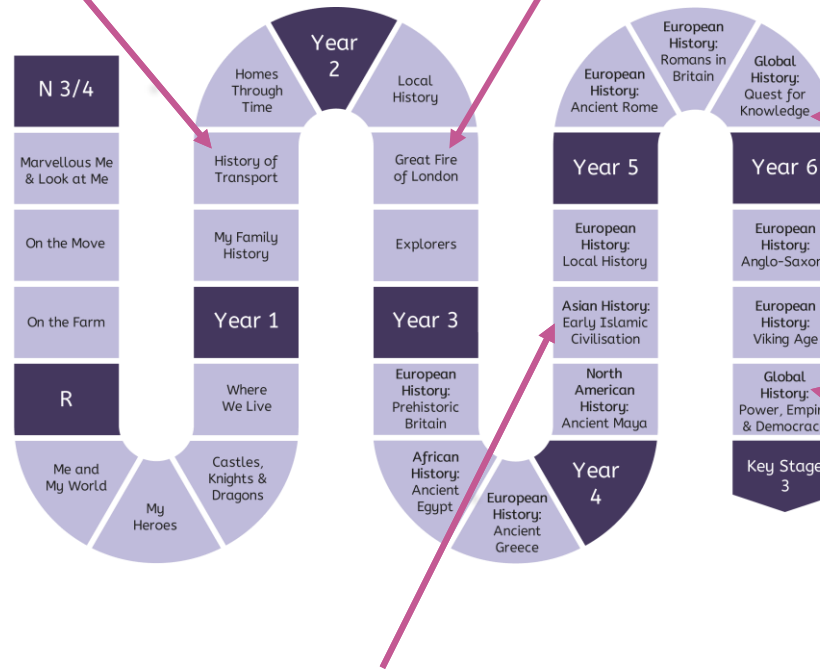 N 3/4
Marvellous Me
& Look at Me
On the Move
On the Farm
R
Me and
My World
My
Heroes
Castles,
Knights &
Dragons
Where
We Live
Year 1
My Family
History
History of
Transport
Homes
Through
Time
Year
2
Local
History
Great Fire
of London
Explorers
Year 3
European
History:
Prehistoric
Britain
African
History:
Ancient
Egypt
European
History:
Ancient
Greece
Year
4
North
American
History:
Ancient Maya
Asian History:
Early Islamic
Civilisation
European
History:
Local History
Year 5
European
History:
Ancient Rome
European
History:
Romans in
Britain
Global
History:
Quest for
Knowledge
Year 6
European
History:
Anglo-Saxon
European
History:
Viking Age
Global
History:
Power, Empir
& Democrac
Key Stage
3